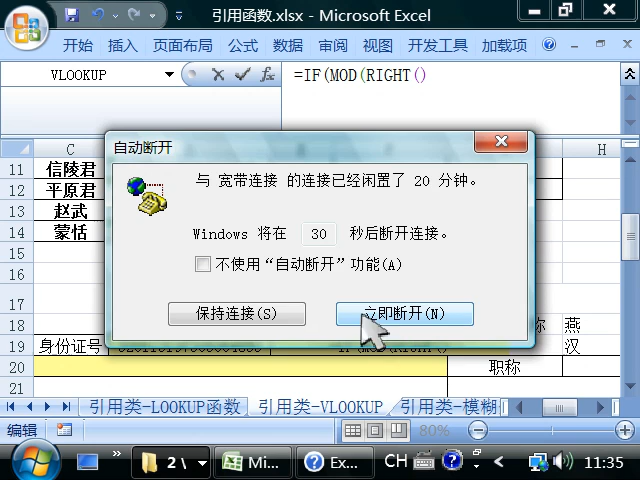 引用函数.xlsx - Microsoft Excel
开始 插入 页面布局 公式 数据 审阅 视图 开发工具 加载项
VLOOKUP =IF(MOD(RIGHT()
C H
自动断开
11 信陵君
与 宽带连接 的连接已经闲置了 20 分钟。
12 平原君
13 赵武
14 蒙恬
Windows 将在 30 秒后断开连接。
15
不使用“自动断开”功能(A)
16
17
保持连接(S) 立即断开(N)
18 称 燕
19 身份证号 IF(MOD(RIGHT() 汉
20 职称
21
引用类-LOOKUP函数 引用类-VLOOKUP 引用类-模糊
编辑 80%
2 \ Mi... Ex... CH 11:35